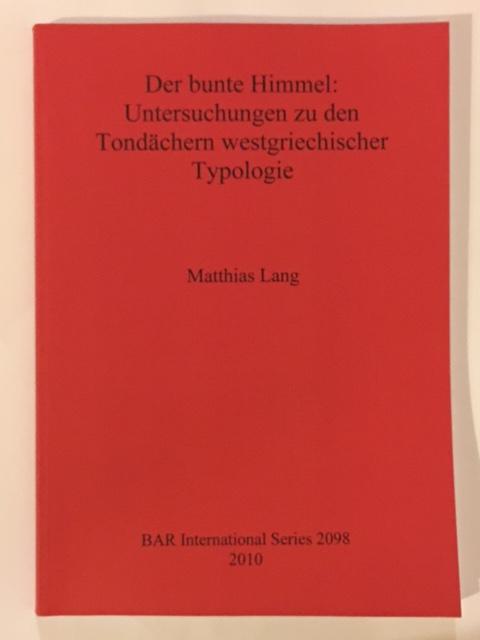 Der bunte Himmel:
Untersuchungen zu den
Tondächern westgriechischer
Typologie
Matthias Lang
BAR International Series 2098
2010